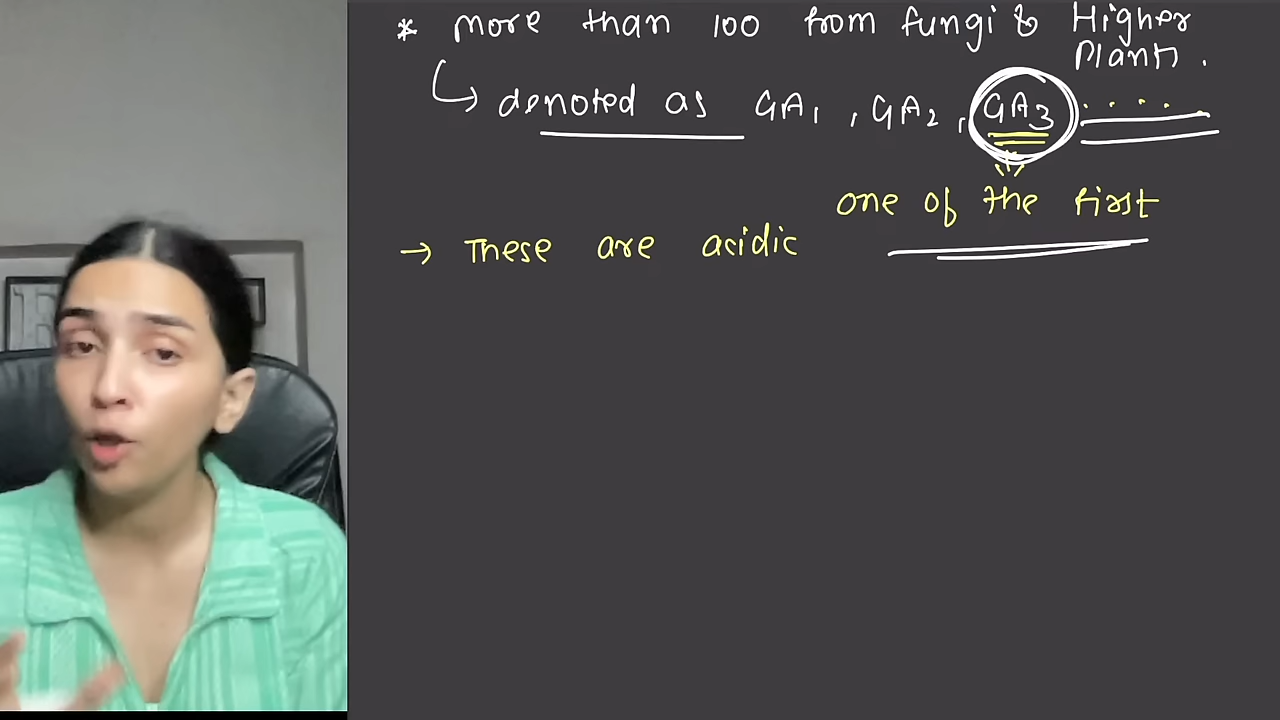 * more than 100 from fungi & Higher Plants.
↳ denoted as GA₁, GA₂, GA₃ ....
one of the first
→ These are acidic